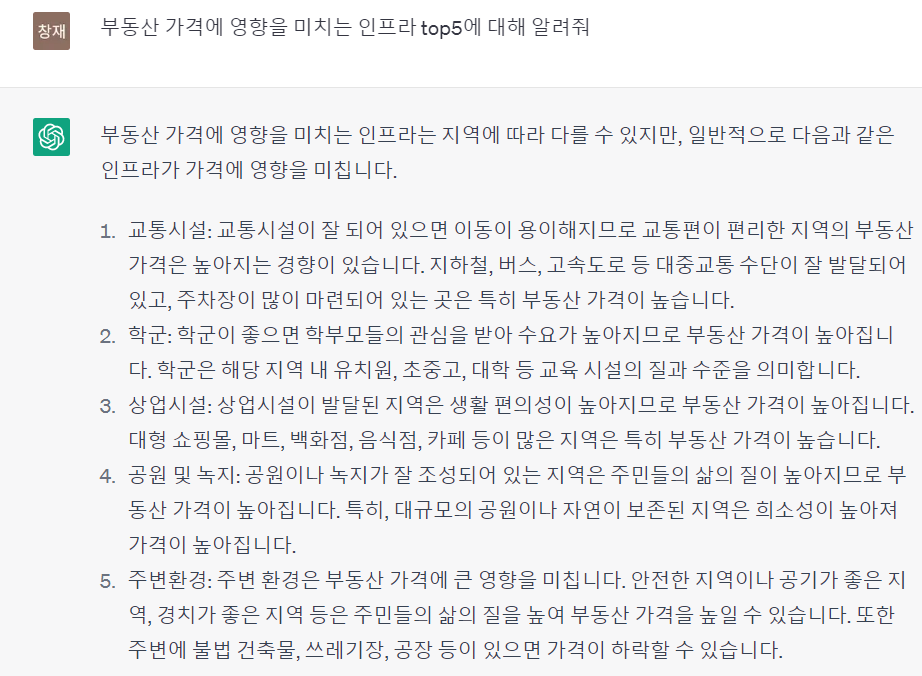 창재
부동산 가격에 영향을 미치는 인프라 top5에 대해 알려줘
부동산 가격에 영향을 미치는 인프라는 지역에 따라 다를 수 있지만, 일반적으로 다음과 같은
인프라가 가격에 영향을 미칩니다.
1. 교통시설: 교통시설이 잘 되어 있으면 이동이 용이해지므로 교통편이 편리한 지역의 부동산
가격은 높아지는 경향이 있습니다. 지하철, 버스, 고속도로 등 대중교통 수단이 잘 발달되어
있고, 주차장이 많이 마련되어 있는 곳은 특히 부동산 가격이 높습니다.
2. 학군: 학군이 좋으면 학부모들의 관심을 받아 수요가 높아지므로 부동산 가격이 높아집니
다. 학군은 해당 지역 내 유치원, 초중고, 대학 등 교육 시설의 질과 수준을 의미합니다.
3. 상업시설: 상업시설이 발달된 지역은 생활 편의성이 높아지므로 부동산 가격이 높아집니다.
대형 쇼핑몰, 마트, 백화점, 음식점, 카페 등이 많은 지역은 특히 부동산 가격이 높습니다.
4. 공원 및 녹지: 공원이나 녹지가 잘 조성되어 있는 지역은 주민들의 삶의 질이 높아지므로 부
동산 가격이 높아집니다. 특히, 대규모의 공원이나 자연이 보존된 지역은 희소성이 높아져
가격이 높아집니다.
5. 주변환경: 주변 환경은 부동산 가격에 큰 영향을 미칩니다. 안전한 지역이나 공기가 좋은 지
역, 경치가 좋은 지역 등은 주민들의 삶의 질을 높여 부동산 가격을 높일 수 있습니다. 또한
주변에 불법 건축물, 쓰레기장, 공장 등이 있으면 가격이 하락할 수 있습니다.